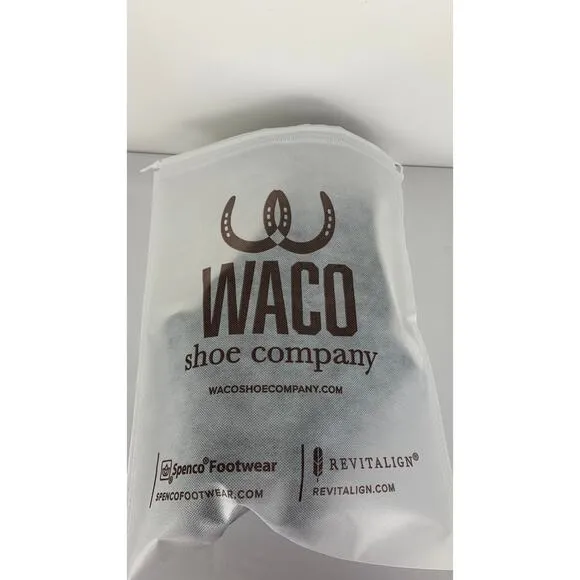 WACO
shoe company
WACOSHOECOMPANY.COM
Spenco® Footwear
SPENCOFOOTWEAR.COM
REVITALIGN®
REVITALIGN.COM